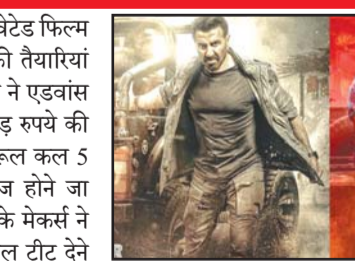 वेटेड फिल्म
की तैयारियां
ने एडवांस
ड़ रुपये की
रूल कल 5
ज होने जा
के मेकर्स ने
ल टीट देने